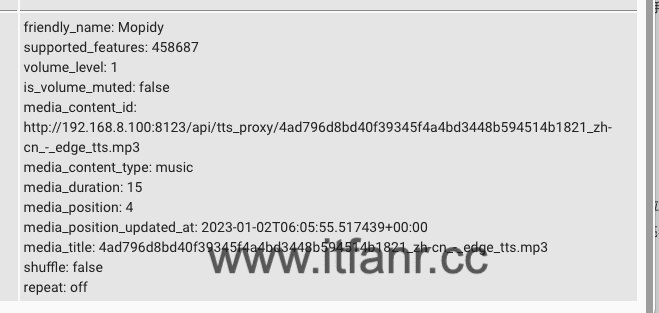 friendly_name: Mopidy
supported_features: 458687
volume_level: 1
is_volume_muted: false
media_content_id:
http://192.168.8.100:8123/api/tts_proxy/4ad796d8bd40f39345f4a4bd3448b594514b1821_zh-
cn_-_edge_tts.mp3
media_content_type: music
media_duration: 15
media_position: 4
media_position_updated_at: 2023-01-02T06:05:55.517439+00:00
media_title: 4ad796d8bd40f39345f4a4bd3448b594514b1821_zh-cn_-_edge_tts.mp3
www.itfanr.cc
shuffle: false
repeat: off